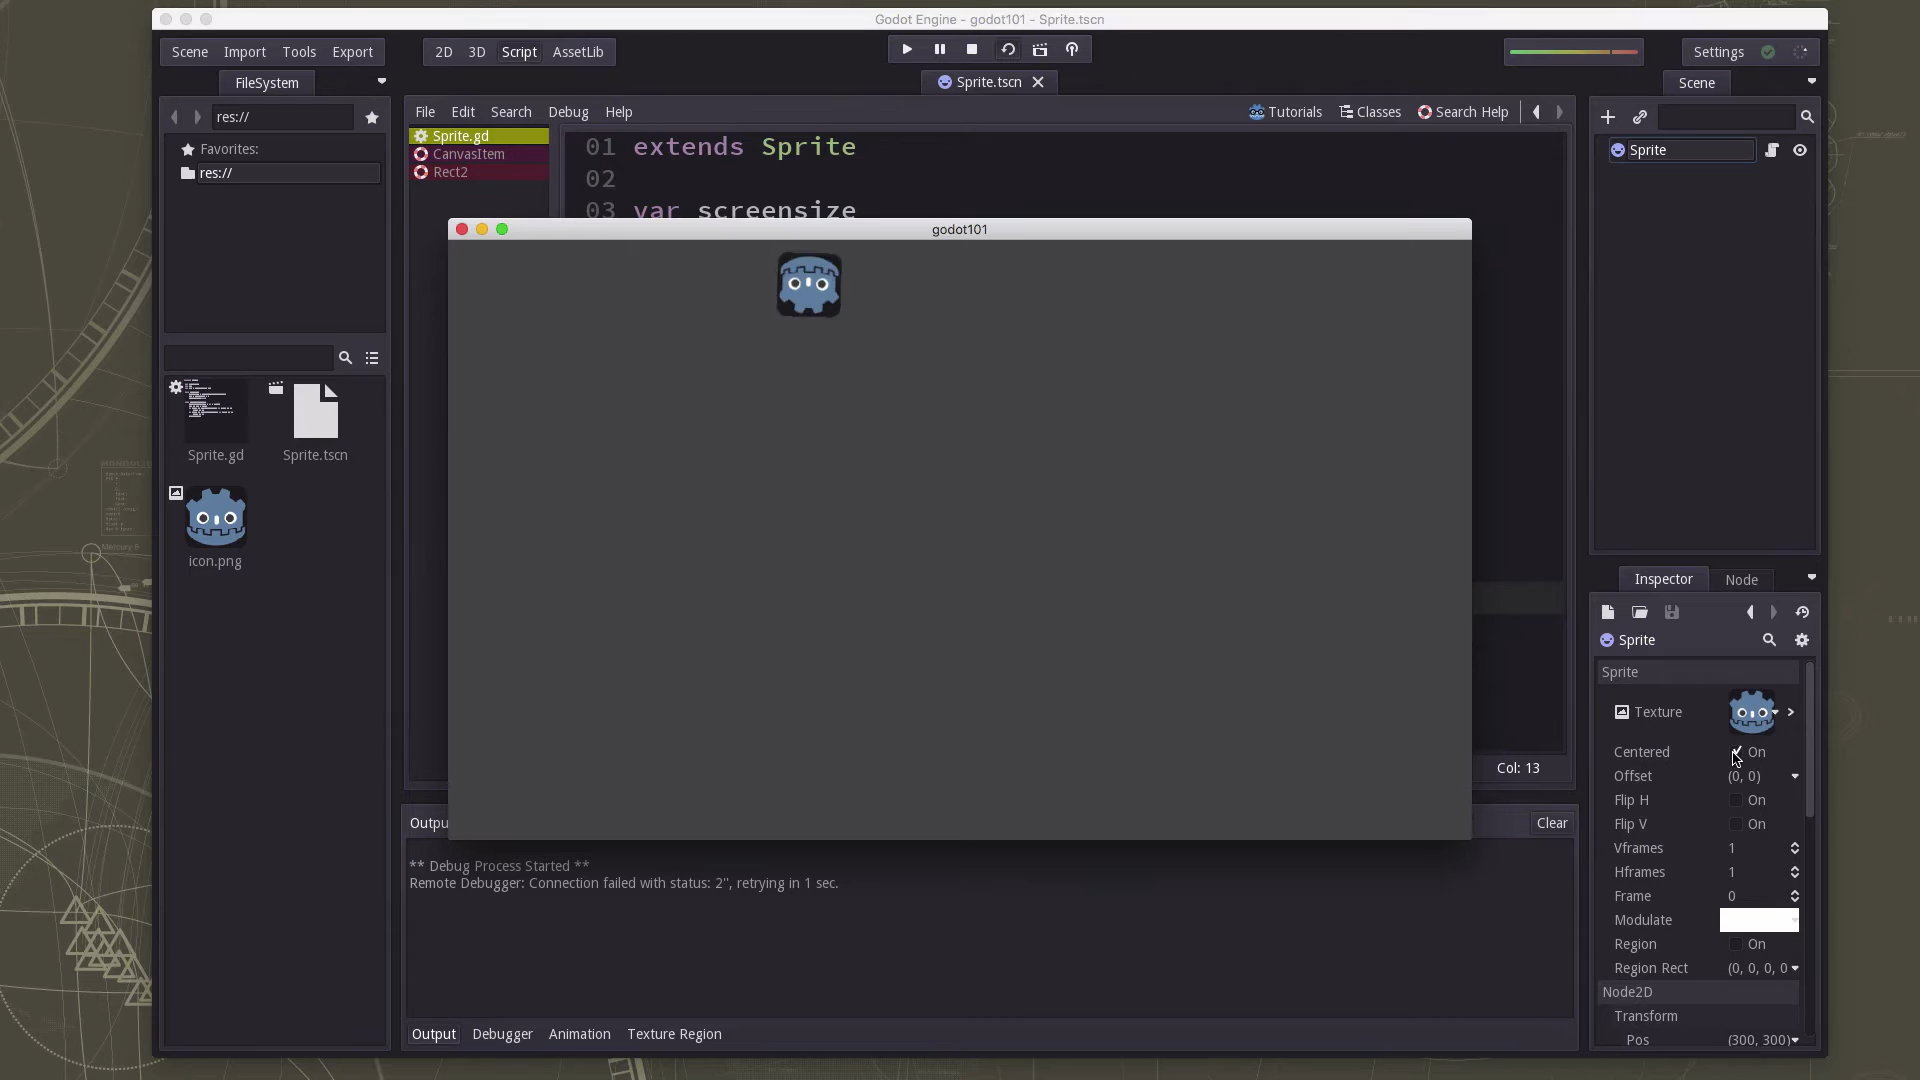 Godot Engine - godot101 - Sprite.tscn
Scene Import Tools Export
2D 3D Script AssetLib
Settings
FileSystem
Sprite.tscn
Scene
res://
Favorites:
res://
File Edit Search Debug Help
Tutorials Classes Search Help
Sprite.gd
CanvasItem
Rect2
01 extends Sprite
02
03 var screensize
Sprite
godot101
Sprite.gd
Sprite.tscn
icon.png
Col: 13
Outpu
Clear
** Debug Process Started **
Remote Debugger: Connection failed with status: 2'', retrying in 1 sec.
Output Debugger Animation Texture Region
Inspector Node
Sprite
Sprite
Texture
Centered On
Offset (0, 0)
Flip H On
Flip V On
Vframes 1
Hframes 1
Frame 0
Modulate
Region On
Region Rect (0, 0, 0, 0
Node2D
Transform
Pos (300, 300)